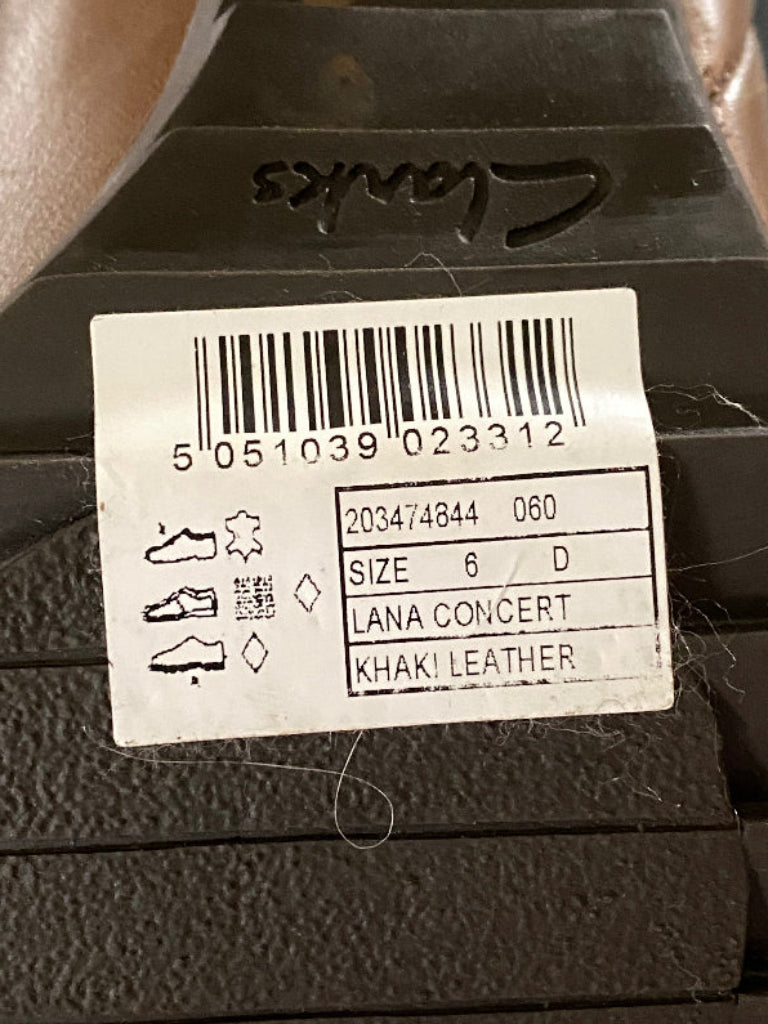 Clarks
5 051039 023312
203474844 060
SIZE 6 D
LANA CONCERT
KHAKI LEATHER